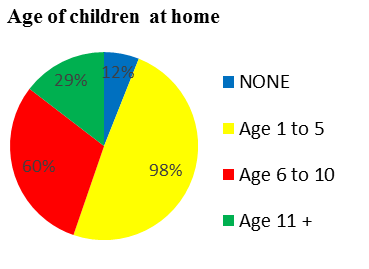 Age of children at home
12%
29%
60%
98%
NONE
Age 1 to 5
Age 6 to 10
Age 11 +